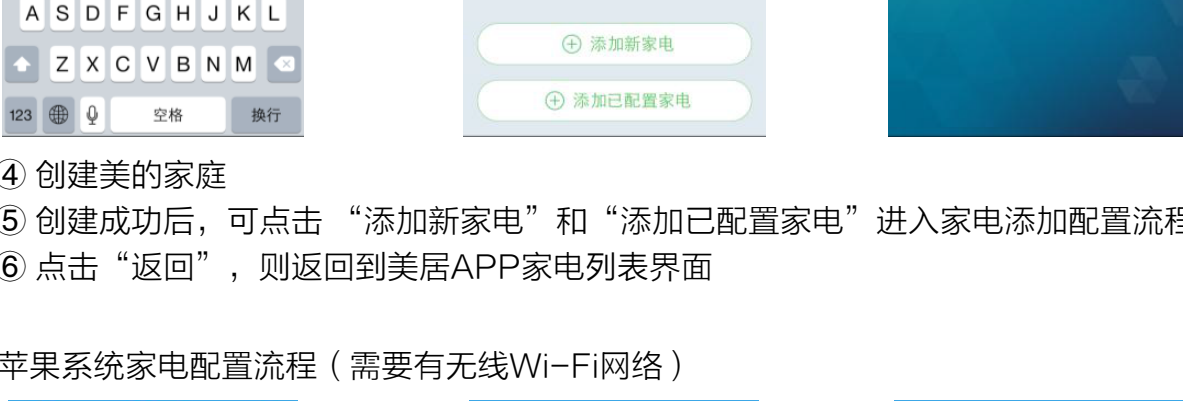 A S D F G H J K L
Z X C V B N M
123 空格 换行
⊕ 添加新家电
⊕ 添加已配置家电
④ 创建美的家庭
⑤ 创建成功后，可点击 “添加新家电”和“添加已配置家电”进入家电添加配置流程
⑥ 点击“返回”，则返回到美居APP家电列表界面
苹果系统家电配置流程（需要有无线Wi-Fi网络）